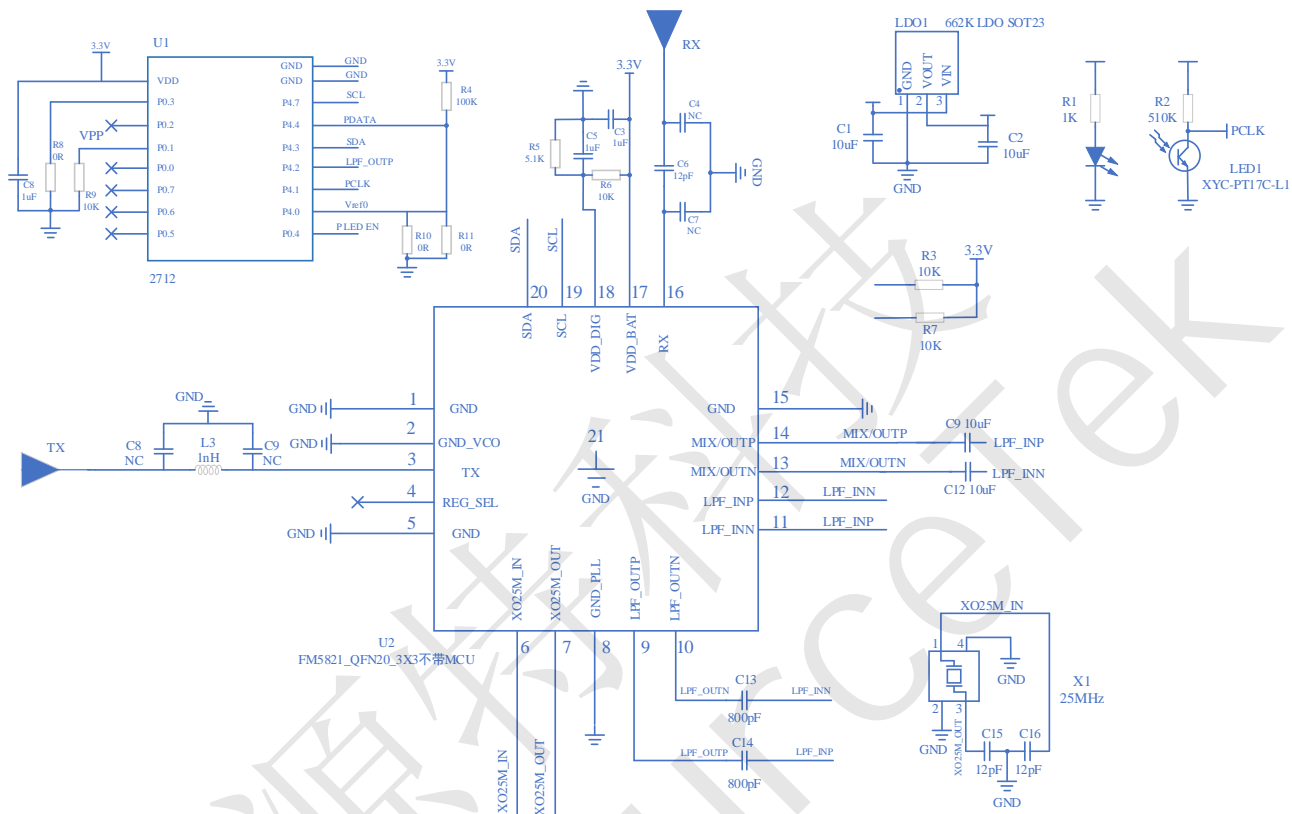 3.3V
U1
VDD
P0.3
P0.2
P0.1
P0.0
P0.7
P0.6
P0.5
GND
GND
P4.7
P4.4
P4.3
P4.2
P4.1
P4.0
P0.4
2712
GND
GND
SCL
PDATA
SDA
LPF_OUTP
PCLK
Vref0
PLED EN
VPP
R8
0R
R9
10K
C8
1uF
3.3V
R4
100K
R10
0R
R11
0R
RX
3.3V
C4
NC
C5
1uF
C3
1uF
R5
5.1K
R6
10K
C6
12pF
C7
NC
GND
LDO1 662K LDO SOT23
GND
VOUT
VIN
1 2 3
C1
10uF
C2
10uF
GND
R1
1K
R2
510K
PCLK
LED1
XYC-PT17C-L1
R3
10K
3.3V
R7
10K
SDA
SCL
20 19 18 17 16
SDA
SCL
VDD_DIG
VDD_BAT
RX
TX
GND
C8
NC
L3
1nH
C9
NC
GND 1 GND
GND 2 GND_VCO
3 TX
4 REG_SEL
GND 5 GND
21
GND
GND 15
MIX/OUTP 14 MIX/OUTP
C9 10uF
LPF_INP
MIX/OUTN 13 MIX/OUTN
C12 10uF
LPF_INN
LPF_INP 12 LPF_INN
LPF_INN 11 LPF_INP
XO25M_IN
XO25M_OUT
GND_PLL
LPF_OUTP
LPF_OUTN
6 7 8 9 10
U2
FM5821_QFN20_3X3不带MCU
XO25M_IN
XO25M_OUT
LPF_OUTN
C13
800pF
LPF_INN
LPF_OUTP
C14
800pF
LPF_INP
XO25M_IN
1 4
GND
2 3
GND
XO25M_OUT
X1
25MHz
C15
12pF
C16
12pF
GND
源特科技
urceTek